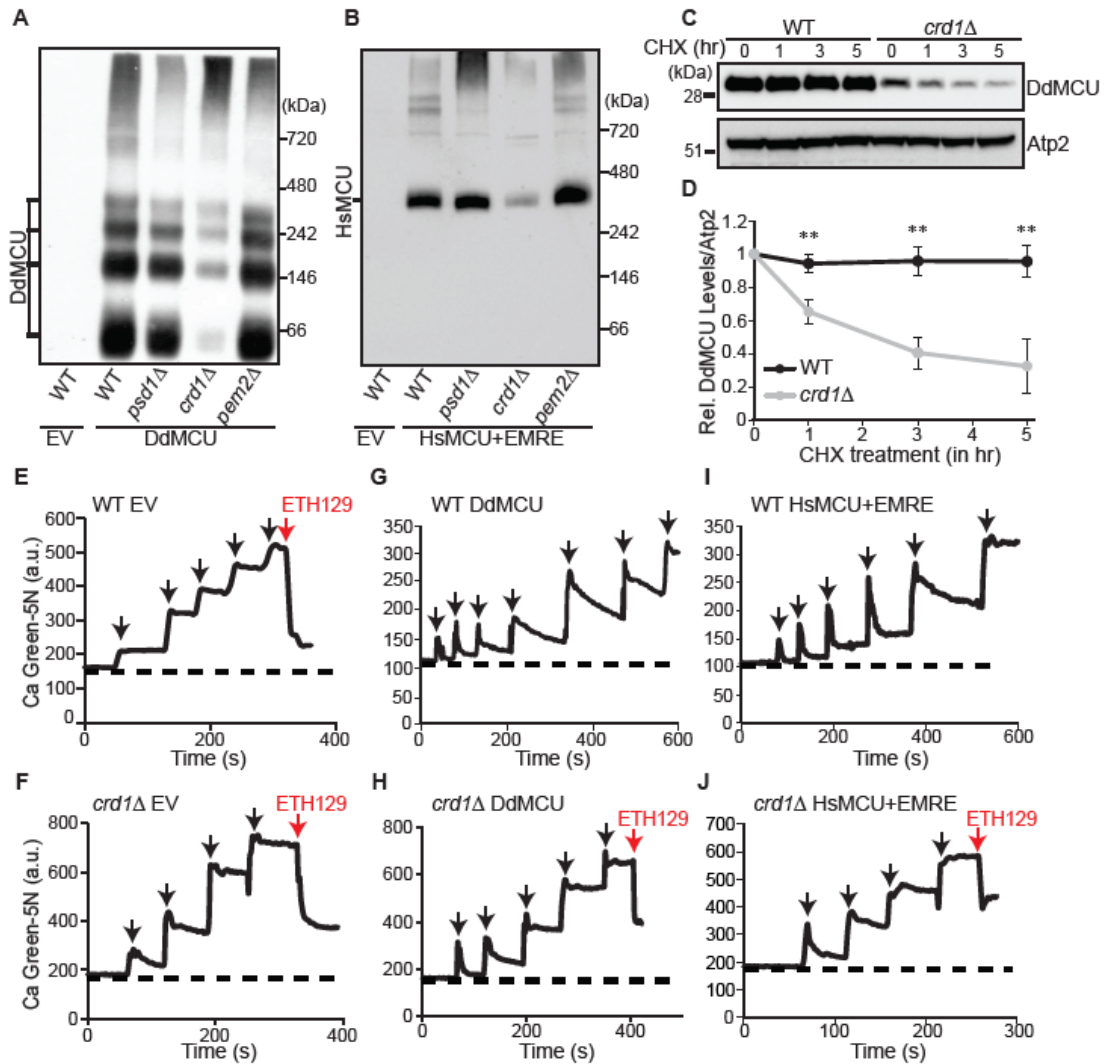 A
(kDa)
720
480
242
146
66
DdMCU
WT
WT
psd1Δ
crd1Δ
pem2Δ
EV
DdMCU
B
(kDa)
720
480
242
146
66
HsMCU
WT
WT
psd1Δ
crd1Δ
pem2Δ
EV
HsMCU+EMRE
C
WT
crd1Δ
CHX (hr)
0 1 3 5 0 1 3 5
(kDa)
28
DdMCU
51
Atp2
D
Rel. DdMCU Levels/Atp2
1.2
1
0.8
0.6
0.4
0.2
0
** ** **
WT
crd1Δ
0 1 2 3 4 5
CHX treatment (in hr)
E
WT EV
ETH129
Ca Green-5N (a.u.)
600
500
400
300
200
100
0
0 200 400
Time (s)
G
WT DdMCU
350
300
250
200
150
100
50
0
0 200 400 600
Time (s)
I
WT HsMCU+EMRE
350
300
250
200
150
100
50
0
0 200 400 600
Time (s)
F
crd1Δ EV
ETH129
Ca Green-5N (a.u.)
800
600
400
200
0
0 200 400
Time (s)
H
crd1Δ DdMCU
ETH129
800
600
400
200
0
0 200 400
Time (s)
J
crd1Δ HsMCU+EMRE
ETH129
700
600
500
400
300
200
100
0
0 100 200 300
Time (s)